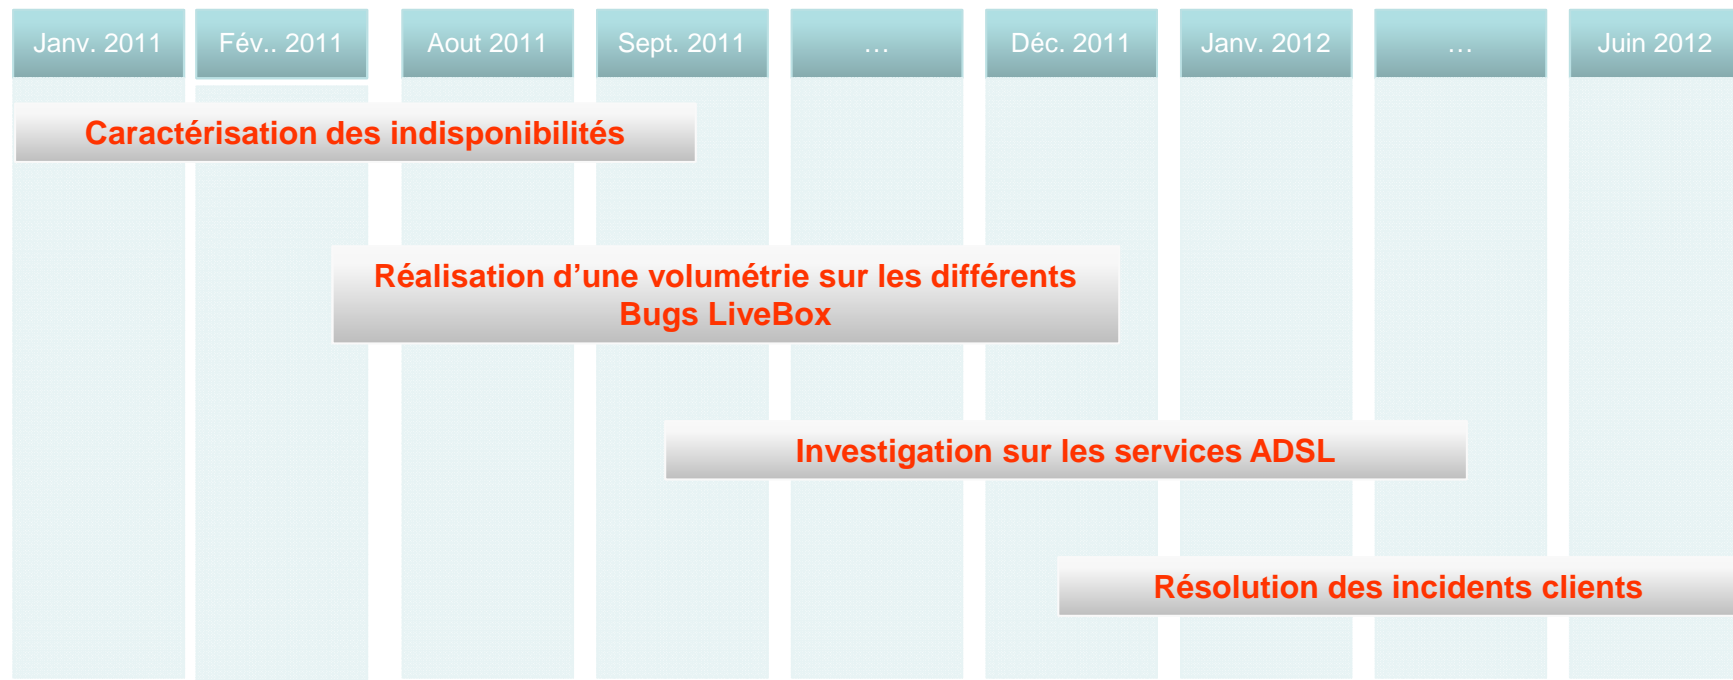 Janv. 2011
Fév.. 2011
Aout 2011
Sept. 2011
…
Déc. 2011
Janv. 2012
…
Juin 2012
Caractérisation des indisponibilités
Réalisation d’une volumétrie sur les différents
Bugs LiveBox
Investigation sur les services ADSL
Résolution des incidents clients